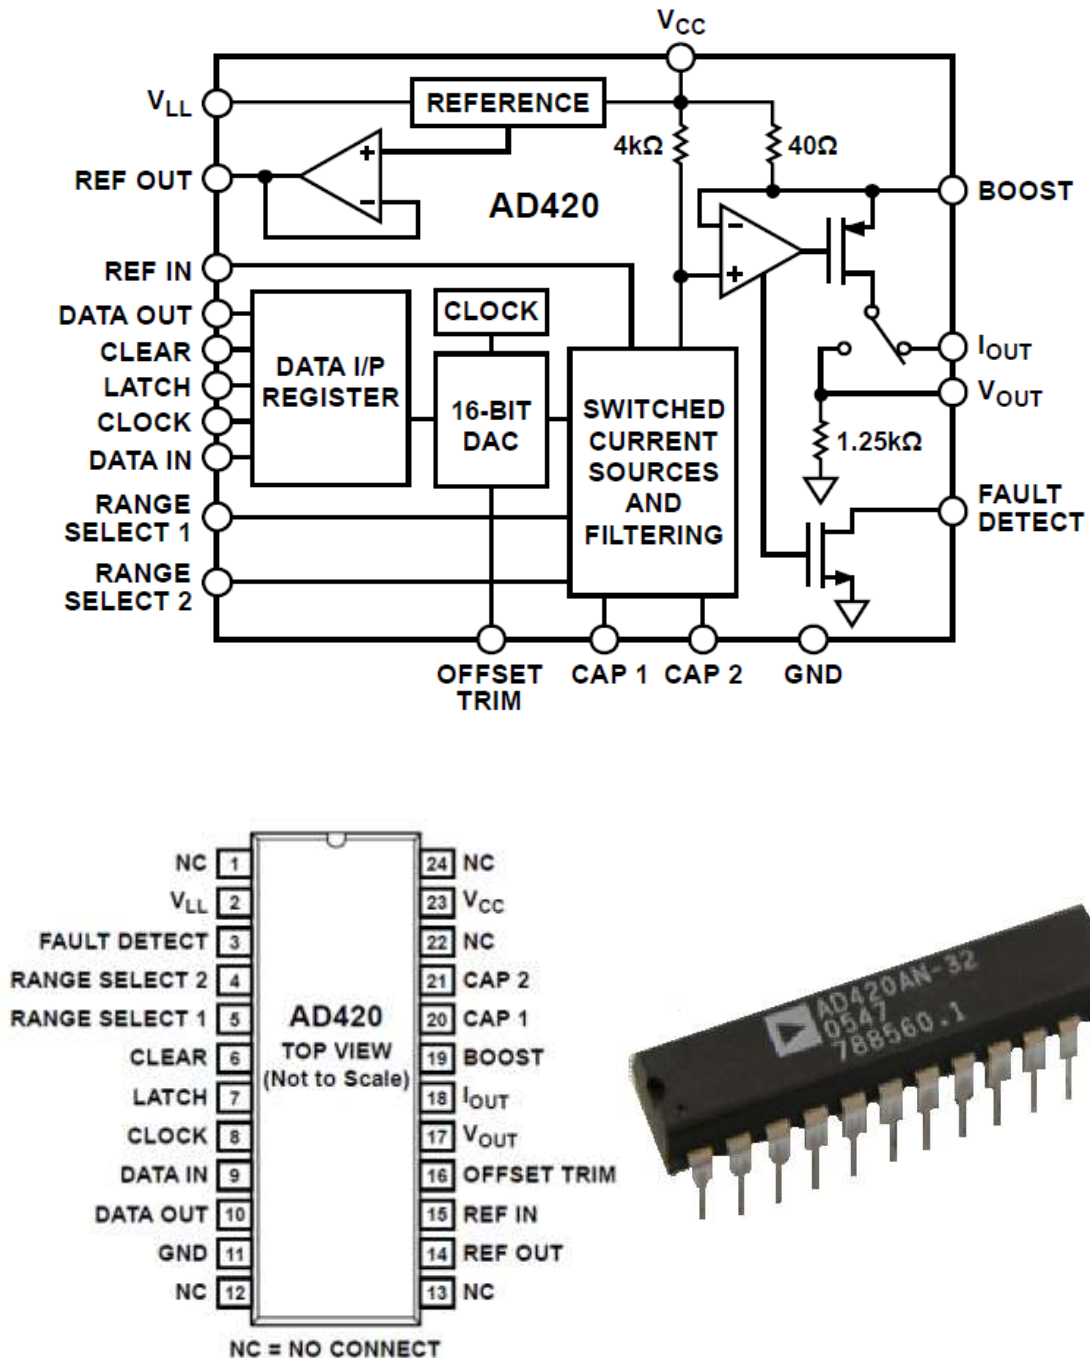 VCC
VLL
REFERENCE
4kΩ
40Ω
REF OUT
AD420
BOOST
REF IN
DATA OUT
CLEAR
LATCH
CLOCK
DATA IN
DATA I/P
REGISTER
CLOCK
16-BIT
DAC
SWITCHED
CURRENT
SOURCES
AND
FILTERING
IOUT
VOUT
1.25kΩ
RANGE
SELECT 1
RANGE
SELECT 2
FAULT
DETECT
OFFSET
TRIM
CAP 1
CAP 2
GND
NC 1
VLL 2
FAULT DETECT 3
RANGE SELECT 2 4
RANGE SELECT 1 5
CLEAR 6
LATCH 7
CLOCK 8
DATA IN 9
DATA OUT 10
GND 11
NC 12
AD420
TOP VIEW
(Not to Scale)
24 NC
23 VCC
22 NC
21 CAP 2
20 CAP 1
19 BOOST
18 IOUT
17 VOUT
16 OFFSET TRIM
15 REF IN
14 REF OUT
13 NC
NC = NO CONNECT
AD420AN-32
0547
788560.1